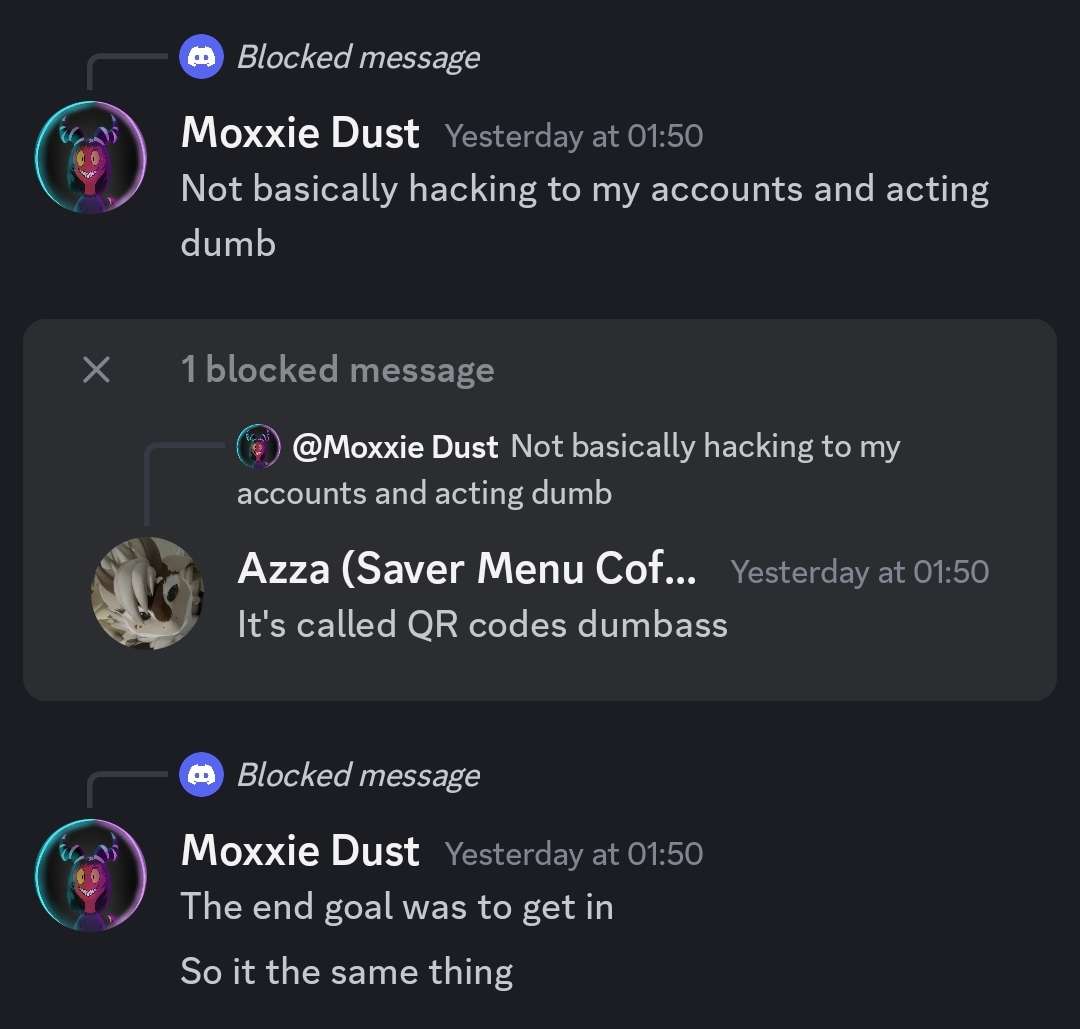 Blocked message
Moxxie Dust Yesterday at 01:50
Not basically hacking to my accounts and acting
dumb
1 blocked message
@Moxxie Dust Not basically hacking to my
accounts and acting dumb
Azza (Saver Menu Cof... Yesterday at 01:50
It's called QR codes dumbass
Blocked message
Moxxie Dust Yesterday at 01:50
The end goal was to get in
So it the same thing